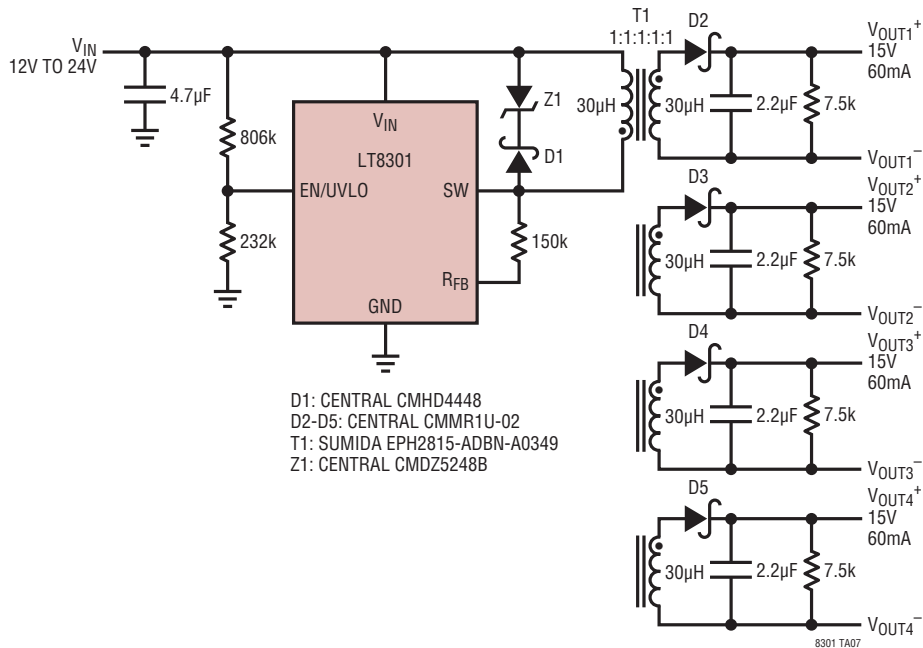 T1
1:1:1:1:1
D2
VIN
12V TO 24V
4.7µF
806k
232k
VIN
LT8301
EN/UVLO
SW
RFB
GND
Z1
D1
150k
30µH
30µH
2.2µF
7.5k
VOUT1+
15V
60mA
VOUT1–
D3
30µH
2.2µF
7.5k
VOUT2+
15V
60mA
VOUT2–
D4
30µH
2.2µF
7.5k
VOUT3+
15V
60mA
VOUT3–
D5
30µH
2.2µF
7.5k
VOUT4+
15V
60mA
VOUT4–
D1: CENTRAL CMHD4448
D2-D5: CENTRAL CMMR1U-02
T1: SUMIDA EPH2815-ADBN-A0349
Z1: CENTRAL CMDZ5248B
8301 TA07